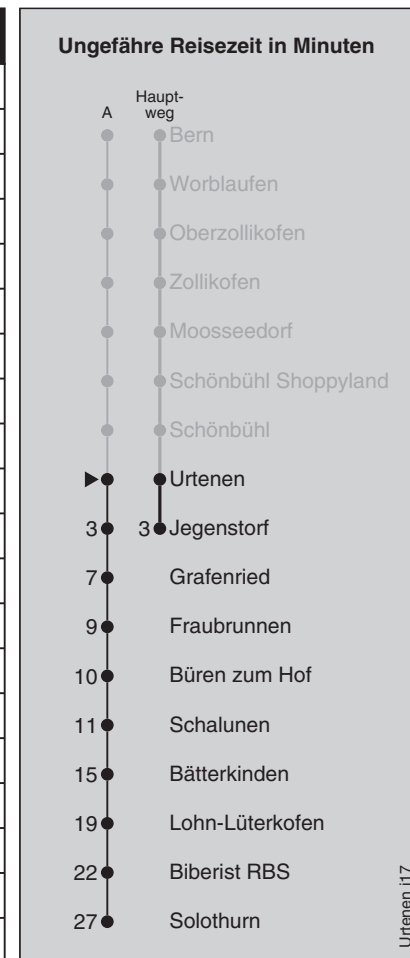 Ungefähre Reisezeit in Minuten
Haupt-
A weg
Bern
Worblaufen
Oberzollikofen
Zollikofen
Moosseedorf
Schönbühl Shoppyland
Schönbühl
Urtenen
3 3 Jegenstorf
7 Grafenried
9 Fraubrunnen
10 Büren zum Hof
11 Schalunen
15 Bätterkinden
19 Lohn-Lüterkofen
22 Biberist RBS
27 Solothurn
Urtenen j17